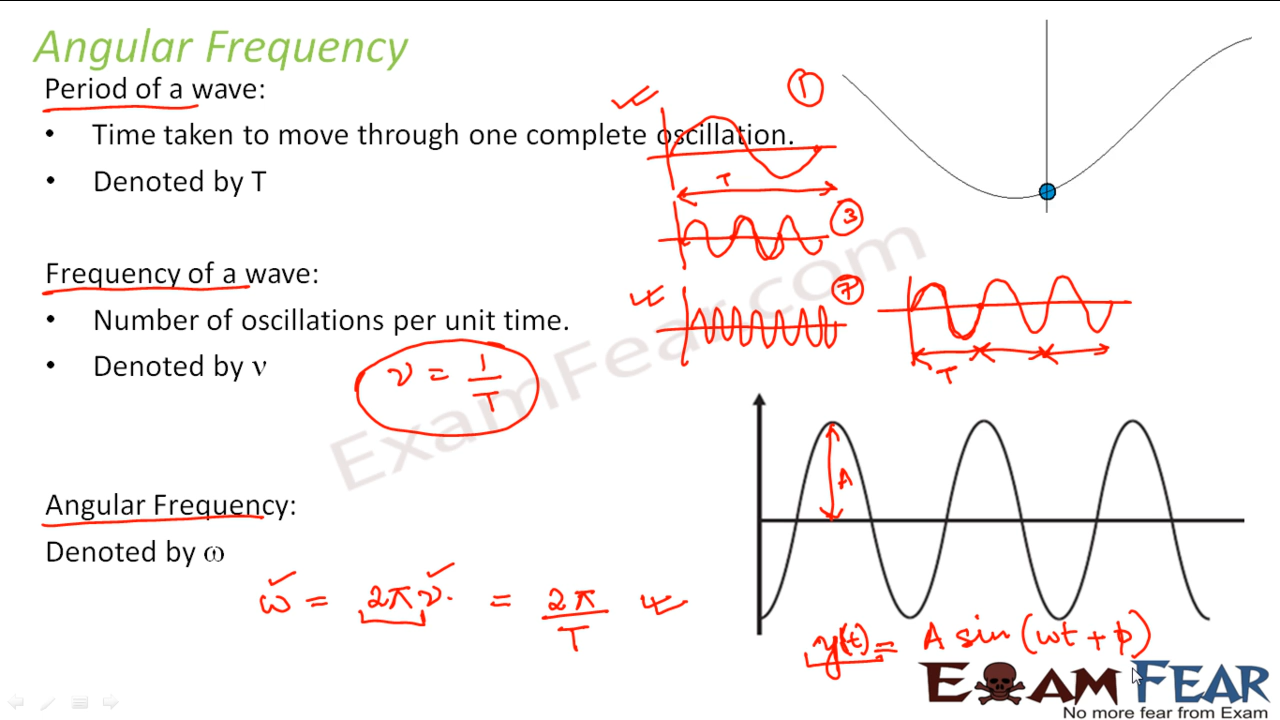 Angular Frequency
Period of a wave:
• Time taken to move through one complete oscillation.
• Denoted by T
1
T
3
Frequency of a wave:
• Number of oscillations per unit time.
• Denoted by ν
ν = 1/T
7
T
ExamFear.com
A
Angular Frequency:
Denoted by ω
ω = 2πν = 2π/T
y(t) = A sin (ωt + φ)
EXAM FEAR
No more fear from Exam